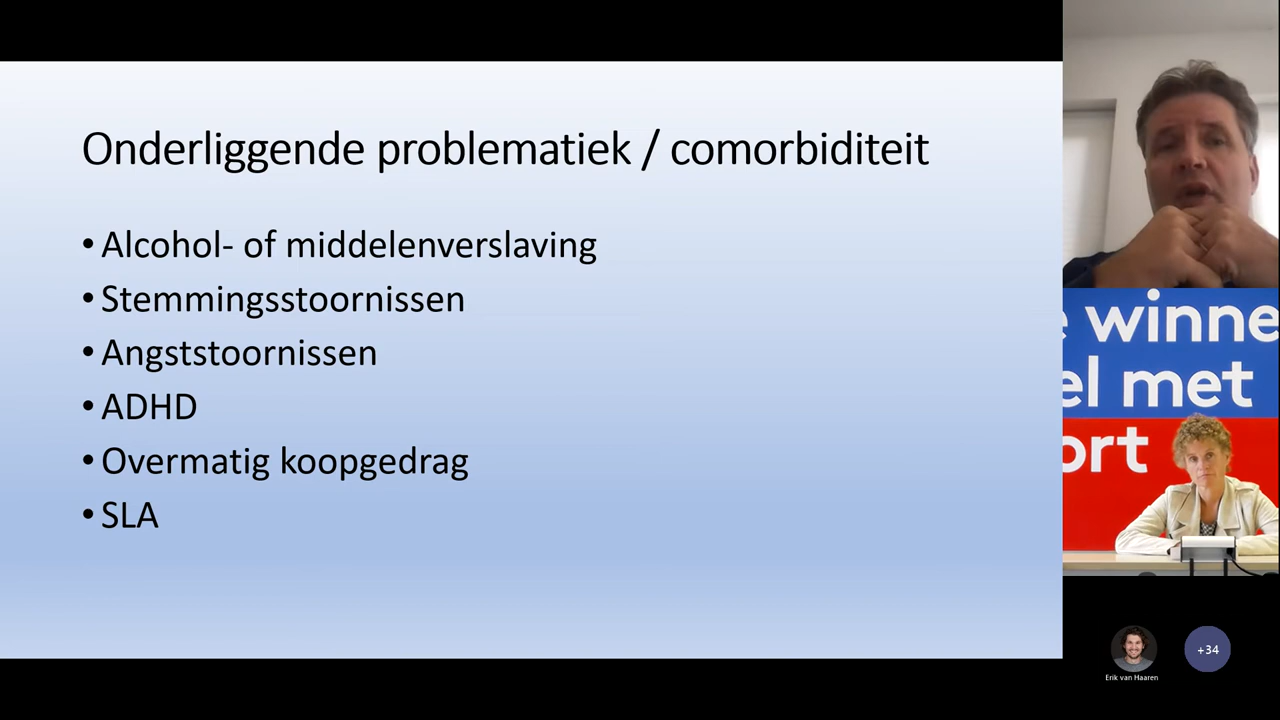 Onderliggende problematiek / comorbiditeit
• Alcohol- of middelenverslaving
• Stemmingsstoornissen
• Angststoornissen
• ADHD
• Overmatig koopgedrag
• SLA
e winne
el met
ort
Erik van Haaren
+34